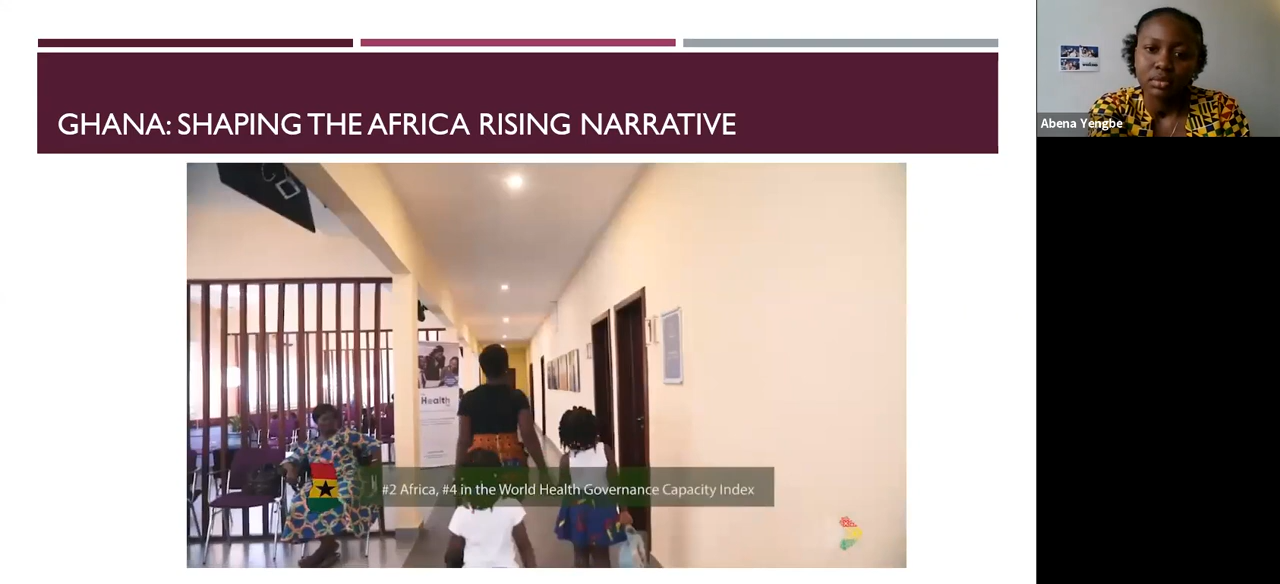 GHANA: SHAPING THE AFRICA RISING NARRATIVE
Abena Yengbe
Health
#2 Africa, #4 in the World Health Governance Capacity Index